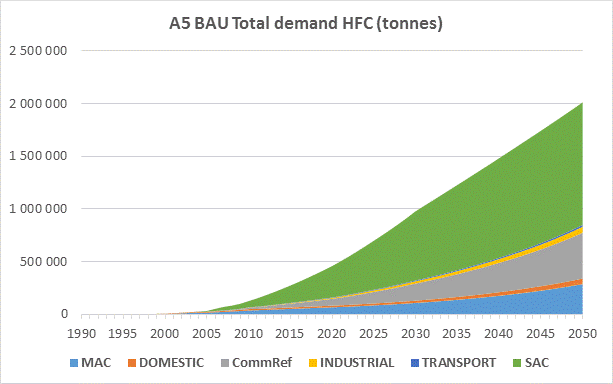 A5 BAU Total demand HFC (tonnes)
2 500 000
2 000 000
1 500 000
1 000 000
500 000
0
1990 1995 2000 2005 2010 2015 2020 2025 2030 2035 2040 2045 2050
MAC DOMESTIC CommRef INDUSTRIAL TRANSPORT SAC